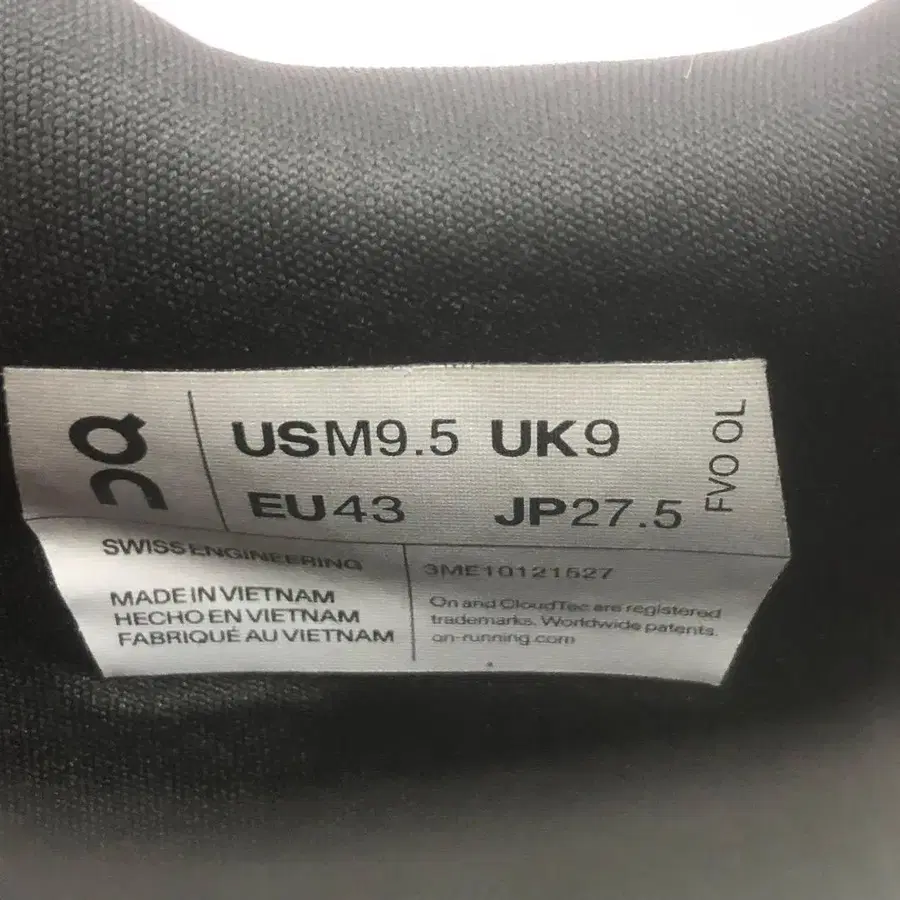 USM9.5 UK9
EU43 JP27.5
FVO OL
SWISS ENGINEERING
MADE IN VIETNAM
HECHO EN VIETNAM
FABRIQUÉ AU VIETNAM
3ME10121527
On and CloudTec are registered
trademarks. Worldwide patents.
on-running.com